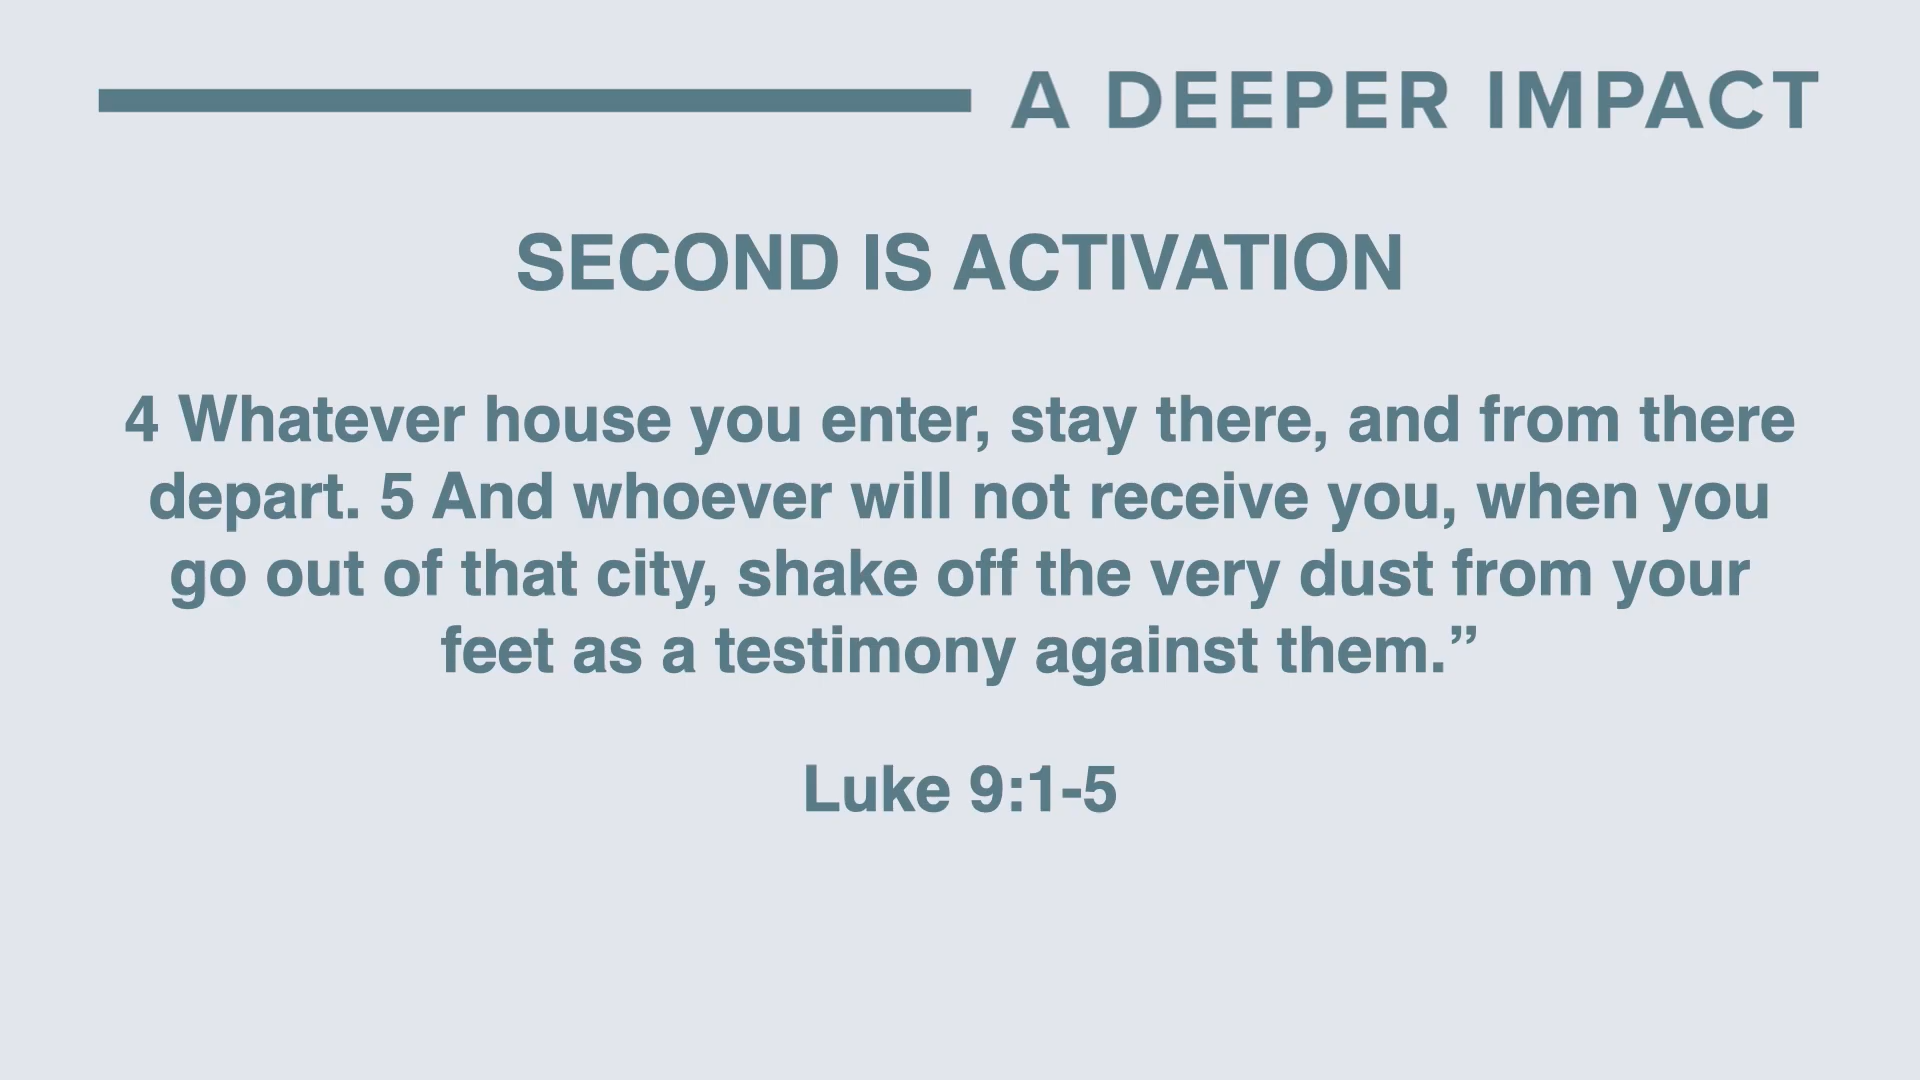 A DEEPER IMPACT
SECOND IS ACTIVATION
4 Whatever house you enter, stay there, and from there
depart. 5 And whoever will not receive you, when you
go out of that city, shake off the very dust from your
feet as a testimony against them.”
Luke 9:1-5